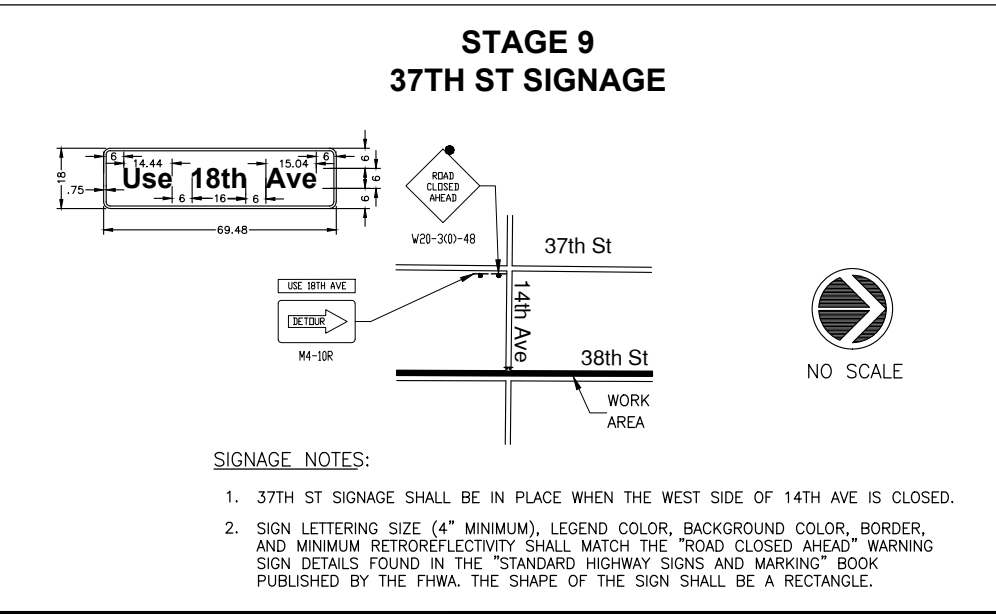 STAGE 9
37TH ST SIGNAGE
6
14.44
15.04
6
6
18
Use 18th Ave
6
6
.75
6
16
6
6
69.48
ROAD
CLOSED
AHEAD
W20-3(O)-48
37th St
USE 18TH AVE
DETOUR
M4-10R
14th Ave
38th St
WORK
AREA
NO SCALE
SIGNAGE NOTES:
1. 37TH ST SIGNAGE SHALL BE IN PLACE WHEN THE WEST SIDE OF 14TH AVE IS CLOSED.
2. SIGN LETTERING SIZE (4" MINIMUM), LEGEND COLOR, BACKGROUND COLOR, BORDER,
AND MINIMUM RETROREFLECTIVITY SHALL MATCH THE "ROAD CLOSED AHEAD" WARNING
SIGN DETAILS FOUND IN THE "STANDARD HIGHWAY SIGNS AND MARKING" BOOK
PUBLISHED BY THE FHWA. THE SHAPE OF THE SIGN SHALL BE A RECTANGLE.